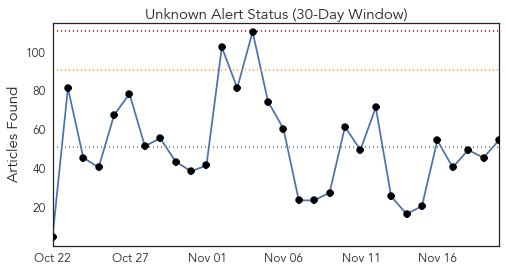 Unknown Alert Status (30-Day Window)
Articles Found
100
80
60
40
20
Oct 22
Oct 27
Nov 01
Nov 06
Nov 11
Nov 16